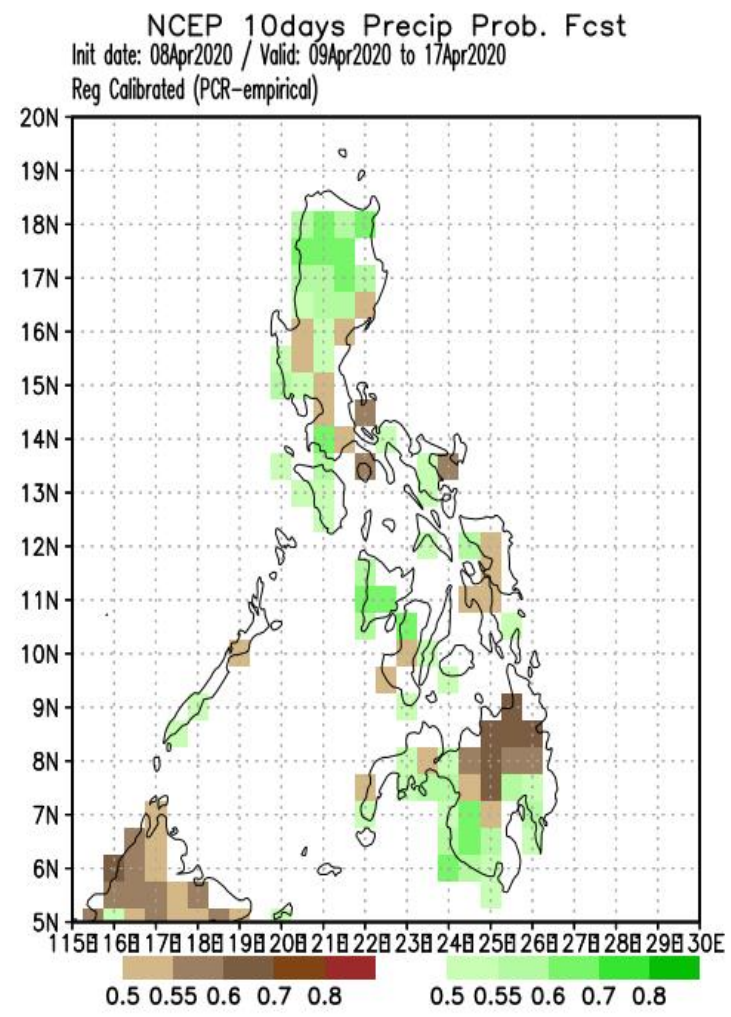 NCEP 10days Precip Prob. Fcst
Init date: 08Apr2020 / Valid: 09Apr2020 to 17Apr2020
Reg Calibrated (PCR-empirical)
20N
19N
18N
17N
16N
15N
14N
13N
12N
11N
10N
9N
8N
7N
6N
5N
115E 116E 117E 118E 119E 120E 121E 122E 123E 124E 125E 126E 127E 128E 129E 130E
0.5 0.55 0.6 0.7 0.8 0.5 0.55 0.6 0.7 0.8